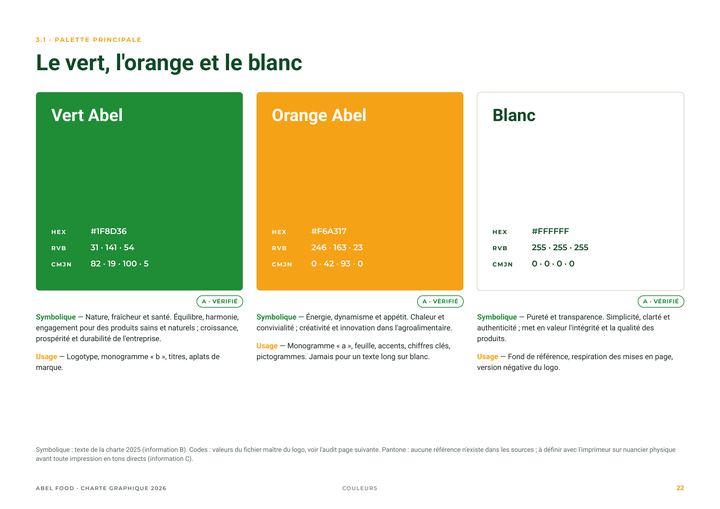 3.1 · PALETTE PRINCIPALE
Le vert, l'orange et le blanc
Vert Abel
HEX #1F8D36
RVB 31 · 141 · 54
CMJN 82 · 19 · 100 · 5
A · VÉRIFIÉ
Symbolique — Nature, fraîcheur et santé. Équilibre, harmonie,
engagement pour des produits sains et naturels ; croissance,
prospérité et durabilité de l'entreprise.
Usage — Logotype, monogramme « b », titres, aplats de
marque.
Orange Abel
HEX #F6A317
RVB 246 · 163 · 23
CMJN 0 · 42 · 93 · 0
A · VÉRIFIÉ
Symbolique — Énergie, dynamisme et appétit. Chaleur et
convivialité ; créativité et innovation dans l'agroalimentaire.
Usage — Monogramme « a », feuille, accents, chiffres clés,
pictogrammes. Jamais pour un texte long sur blanc.
Blanc
HEX #FFFFFF
RVB 255 · 255 · 255
CMJN 0 · 0 · 0 · 0
A · VÉRIFIÉ
Symbolique — Pureté et transparence. Simplicité, clarté et
authenticité ; met en valeur l'intégrité et la qualité des
produits.
Usage — Fond de référence, respiration des mises en page,
version négative du logo.
Symbolique : texte de la charte 2025 (information B). Codes : valeurs du fichier maître du logo, voir l'audit page suivante. Pantone : aucune référence n'existe dans les sources ; à définir avec l'imprimeur sur nuancier physique
avant toute impression en tons directs (information C).
ABEL FOOD · CHARTE GRAPHIQUE 2026
COULEURS
22